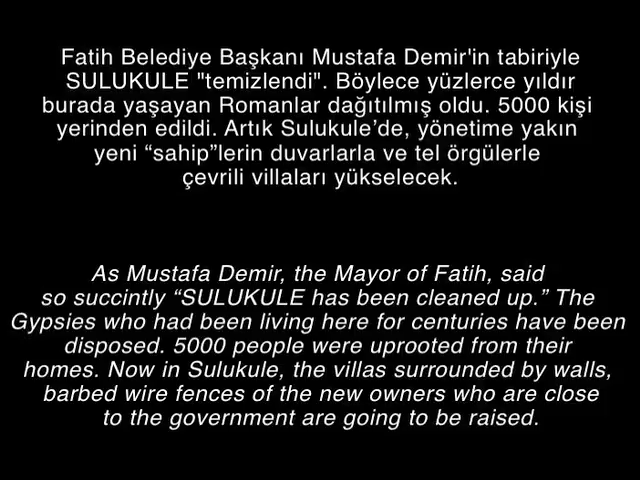 Fatih Belediye Başkanı Mustafa Demir'in tabiriyle
SULUKULE "temizlendi". Böylece yüzlerce yıldır
burada yaşayan Romanlar dağıtılmış oldu. 5000 kişi
yerinden edildi. Artık Sulukule’de, yönetime yakın
yeni “sahip”lerin duvarlarla ve tel örgülerle
çevrili villaları yükselecek.
As Mustafa Demir, the Mayor of Fatih, said
so succintly “SULUKULE has been cleaned up.” The
Gypsies who had been living here for centuries have been
disposed. 5000 people were uprooted from their
homes. Now in Sulukule, the villas surrounded by walls,
barbed wire fences of the new owners who are close
to the government are going to be raised.